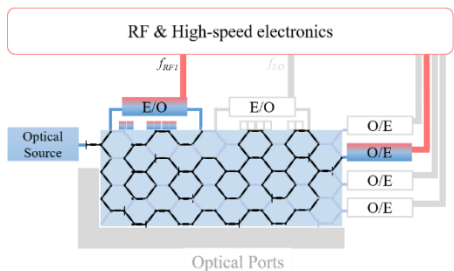 RF & High-speed electronics
fRF1
fLO
E/O
E/O
Optical
Source
O/E
O/E
O/E
O/E
Optical Ports